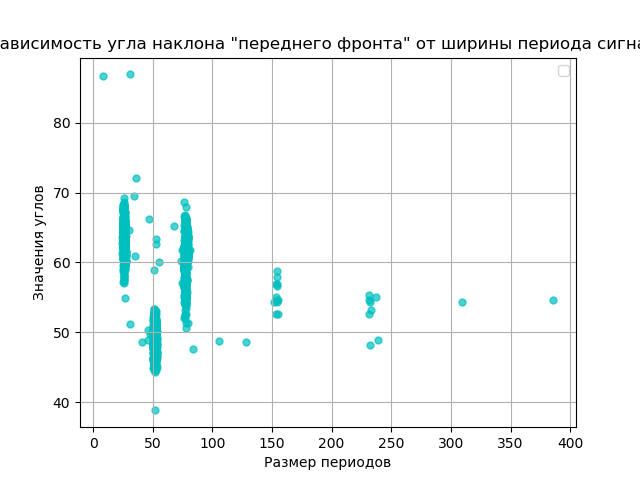 ависимость угла наклона "переднего фронта" от ширины периода сигна
80
70
60
50
40
Значения углов
0 50 100 150 200 250 300 350 400
Размер периодов